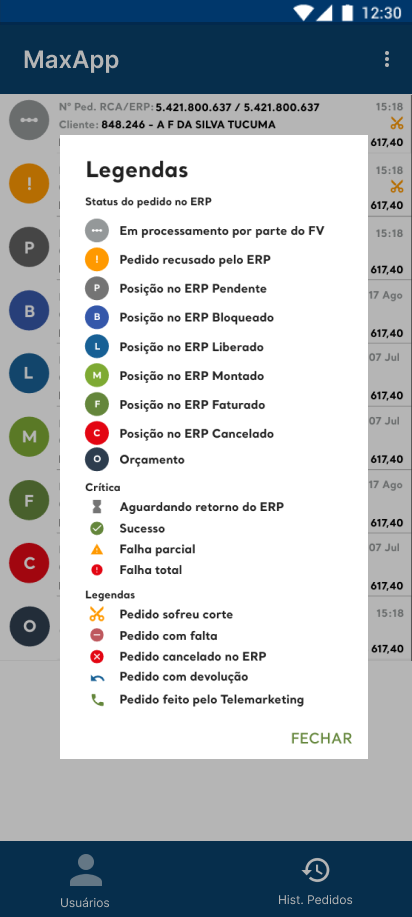 12:30
MaxApp
Nº Ped. RCA/ERP: 5.421.800.637 / 5.421.800.637 15:18
Cliente: 848.246 - A F DA SILVA TUCUMA
617,40
! 15:18
617,40
P 15:18
617,40
B 17 Ago
617,40
L 07 Jul
617,40
M 07 Jul
617,40
F 17 Ago
617,40
C 07 Jul
617,40
O 15:18
617,40
Legendas
Status do pedido no ERP
Em processamento por parte do FV
! Pedido recusado pelo ERP
P Posição no ERP Pendente
B Posição no ERP Bloqueado
L Posição no ERP Liberado
M Posição no ERP Montado
F Posição no ERP Faturado
C Posição no ERP Cancelado
O Orçamento
Crítica
Aguardando retorno do ERP
Sucesso
Falha parcial
Falha total
Legendas
Pedido sofreu corte
Pedido com falta
Pedido cancelado no ERP
Pedido com devolução
Pedido feito pelo Telemarketing
FECHAR
Usuários
Hist. Pedidos